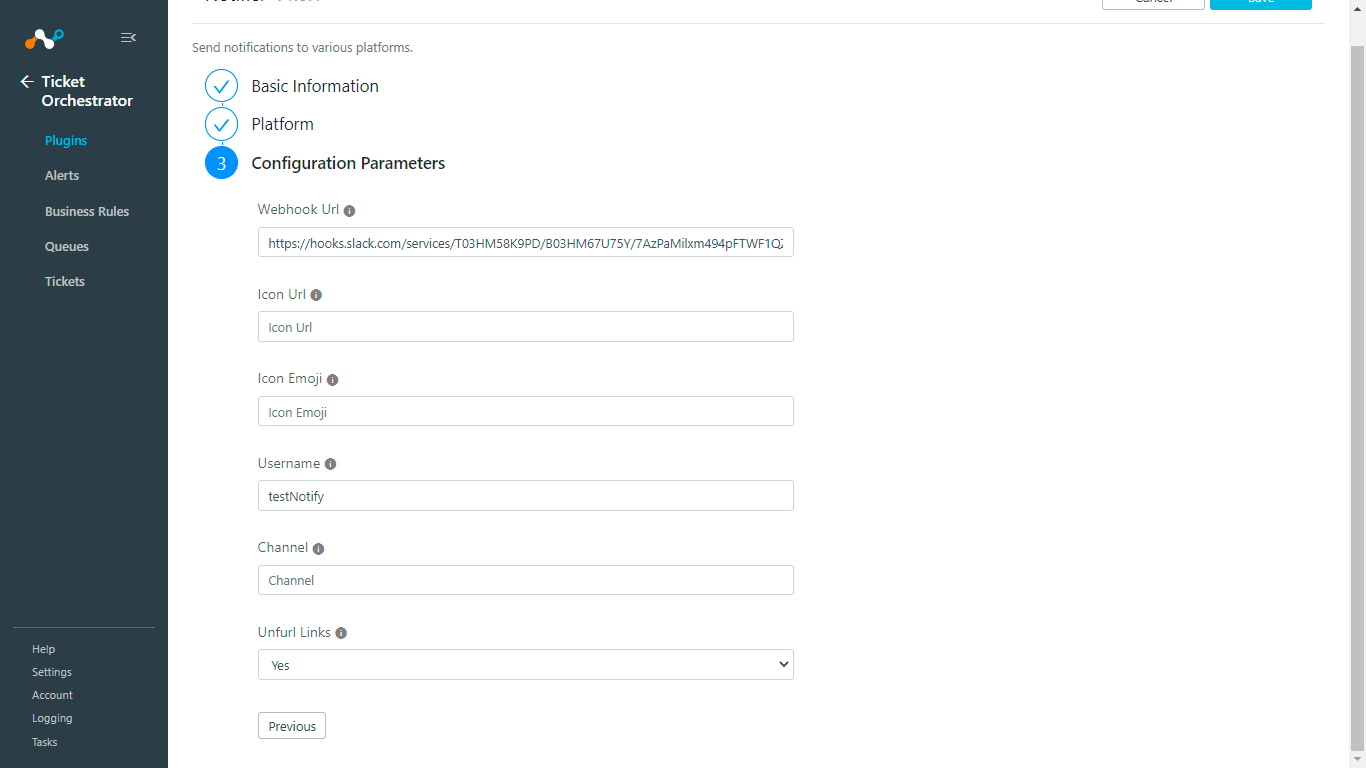 Cancel
Save
Send notifications to various platforms.
Ticket
Orchestrator
Plugins
Alerts
Business Rules
Queues
Tickets
Help
Settings
Account
Logging
Tasks
Basic Information
Platform
3 Configuration Parameters
Webhook Url
https://hooks.slack.com/services/T03HM58K9PD/B03HM67U75Y/7AzPaMilxm494pFTWF1Q
Icon Url
Icon Url
Icon Emoji
Icon Emoji
Username
testNotify
Channel
Channel
Unfurl Links
Yes
Previous